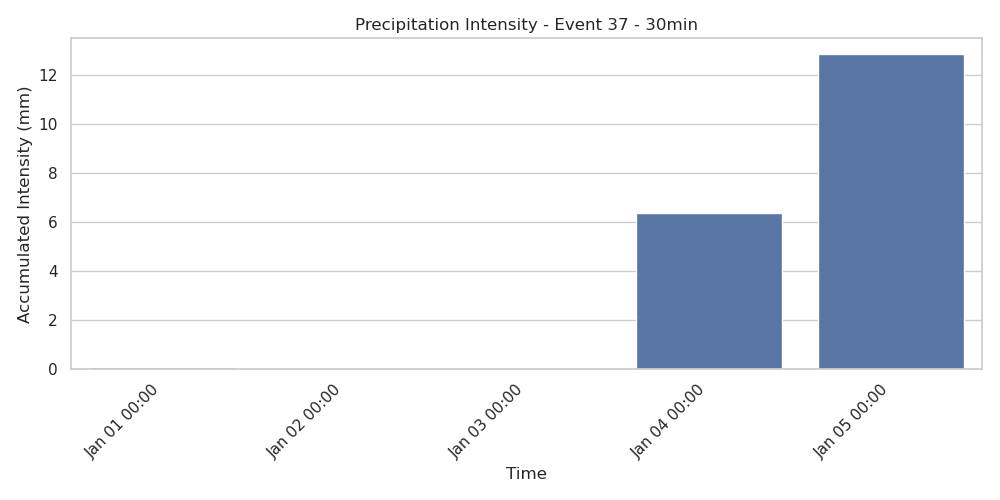 Precipitation Intensity - Event 37 - 30min
Accumulated Intensity (mm)
12
10
8
6
4
2
0
Jan 01 00:00
Jan 02 00:00
Jan 03 00:00
Jan 04 00:00
Jan 05 00:00
Time